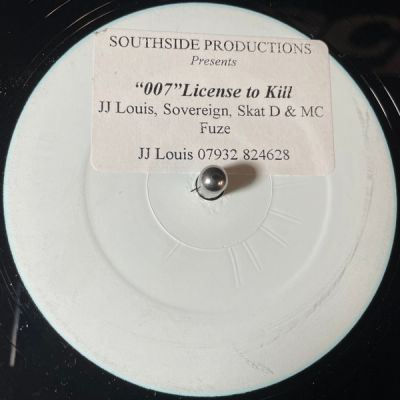 SOUTHSIDE PRODUCTIONS
Presents
“007”License to Kill
JJ Louis, Sovereign, Skat D & MC
Fuze
JJ Louis 07932 824628